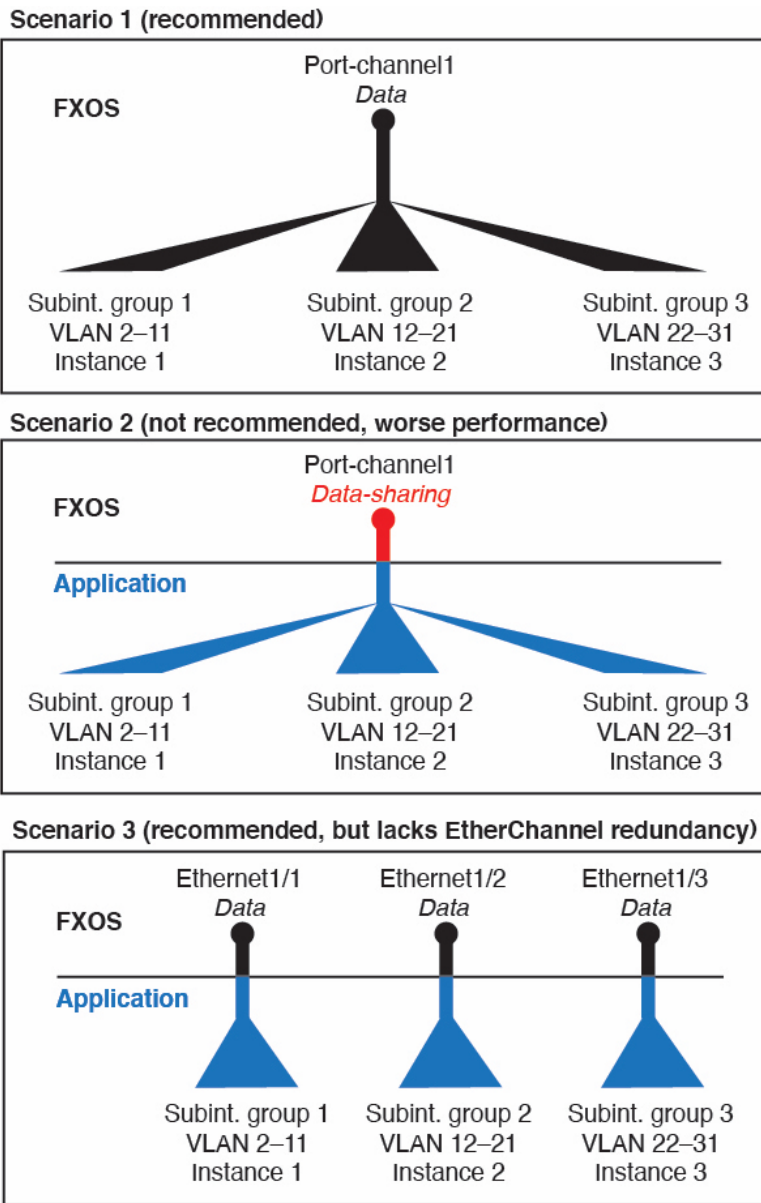 Scenario 1 (recommended)
Port-channel1
Data
FXOS
Subint. group 1
VLAN 2–11
Instance 1
Subint. group 2
VLAN 12–21
Instance 2
Subint. group 3
VLAN 22–31
Instance 3
Scenario 2 (not recommended, worse performance)
Port-channel1
Data-sharing
FXOS
Application
Subint. group 1
VLAN 2–11
Instance 1
Subint. group 2
VLAN 12–21
Instance 2
Subint. group 3
VLAN 22–31
Instance 3
Scenario 3 (recommended, but lacks EtherChannel redundancy)
Ethernet1/1
Data
Ethernet1/2
Data
Ethernet1/3
Data
FXOS
Application
Subint. group 1
VLAN 2–11
Instance 1
Subint. group 2
VLAN 12–21
Instance 2
Subint. group 3
VLAN 22–31
Instance 3